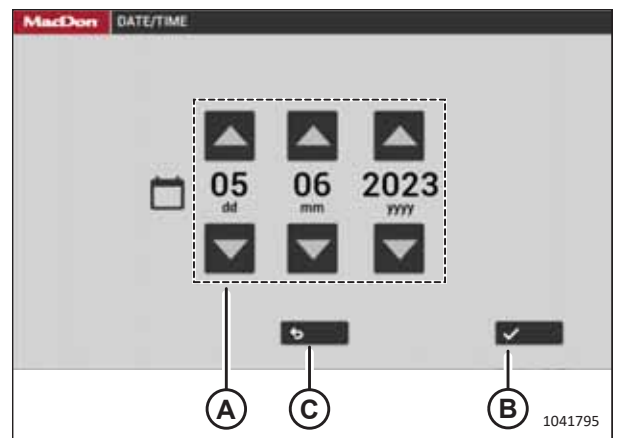 MacDon DATE/TIME
05 06 2023
dd mm yyyy
A C B
1041795